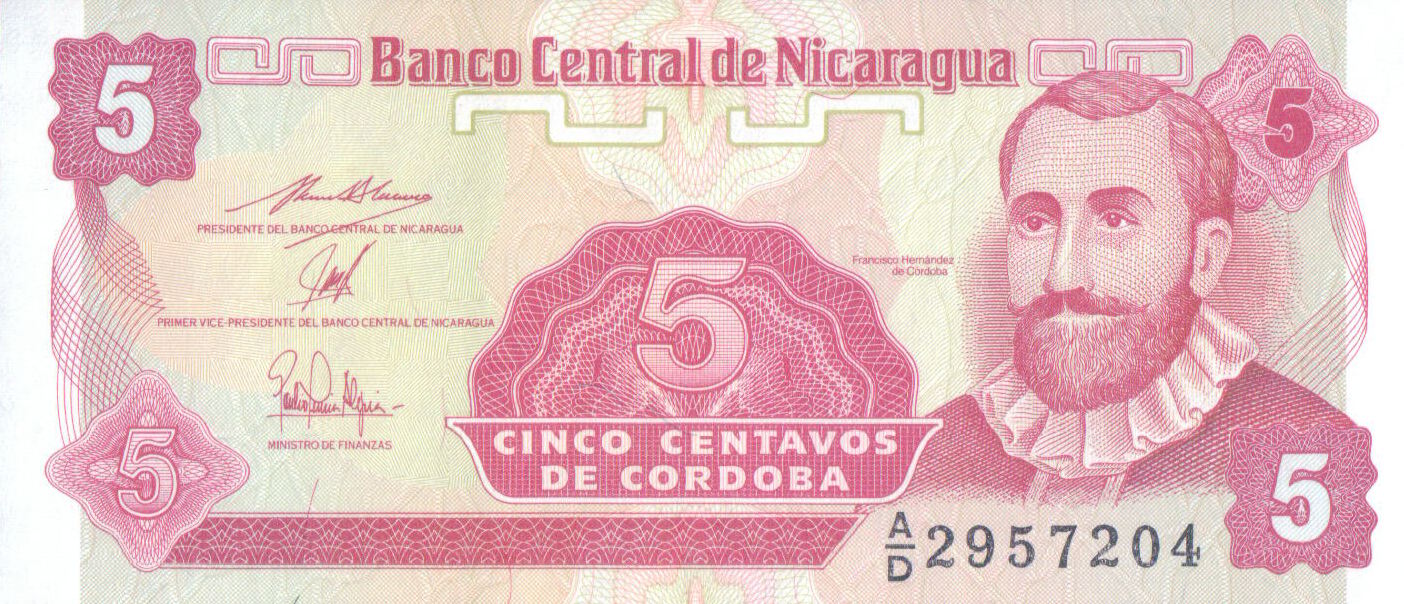 5
Banco Central de Nicaragua
5
PRESIDENTE DEL BANCO CENTRAL DE NICARAGUA
Francisco Hernández
de Córdoba
5
PRIMER VICE-PRESIDENTE DEL BANCO CENTRAL DE NICARAGUA
MINISTRO DE FINANZAS
CINCO CENTAVOS
DE CORDOBA
5
5
A/D 2957204